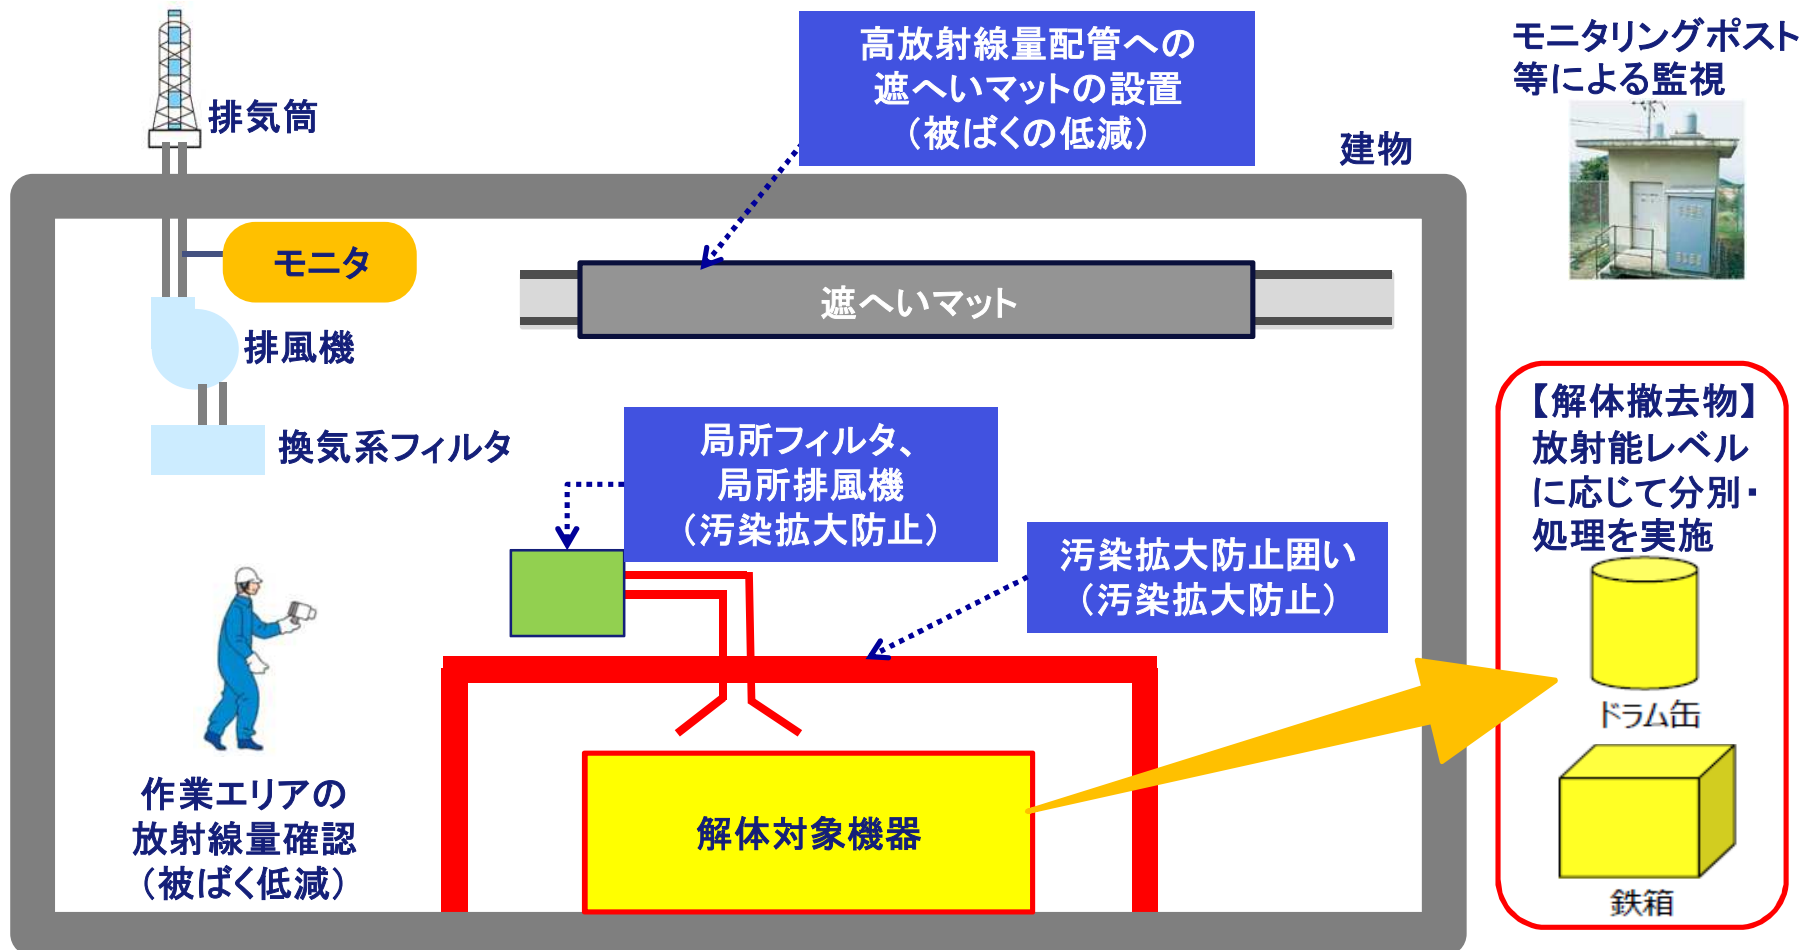 高放射線量配管への
遮へいマットの設置
（被ばくの低減）
モニタリングポスト
等による監視
排気筒
建物
モニタ
遮へいマット
排風機
換気系フィルタ
局所フィルタ、
局所排風機
（汚染拡大防止）
汚染拡大防止囲い
（汚染拡大防止）
【解体撤去物】
放射能レベル
に応じて分別・
処理を実施
ドラム缶
鉄箱
作業エリアの
放射線量確認
（被ばく低減）
解体対象機器